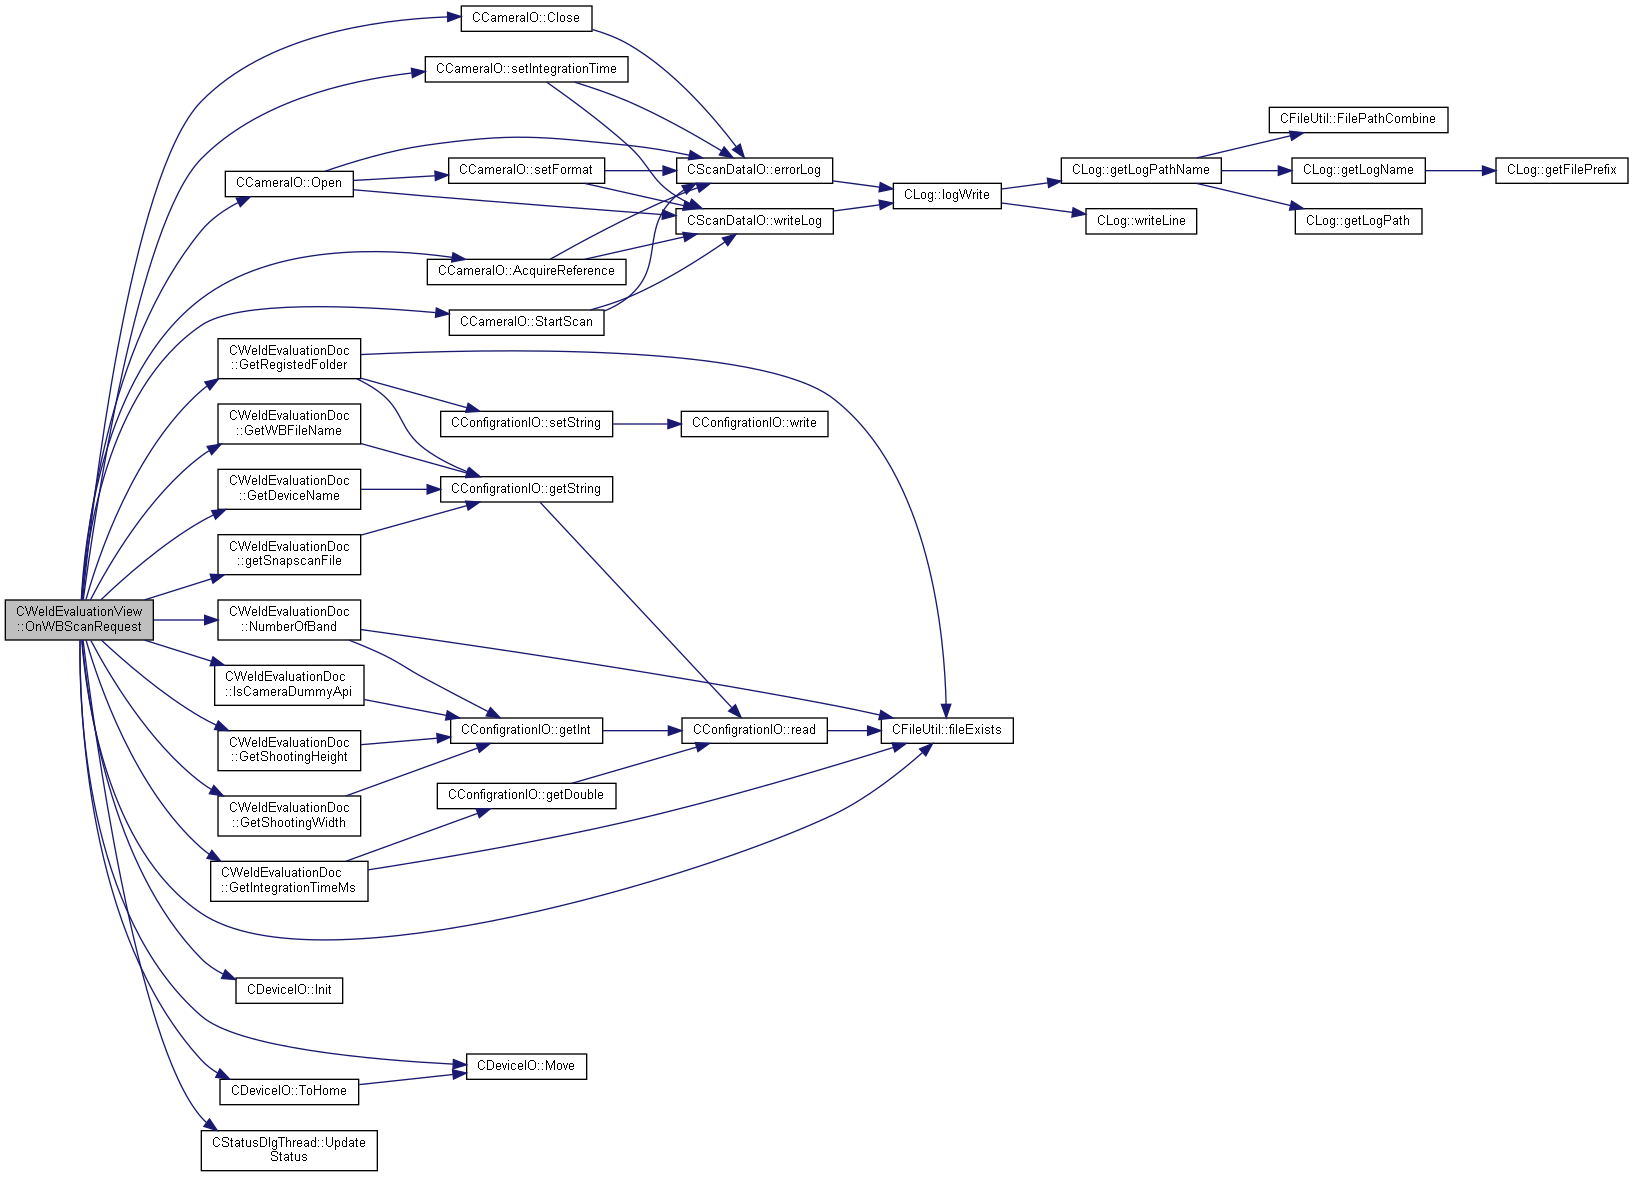 CCameraIO::Close
CCameraIO::setIntegrationTime
CFileUtil::FilePathCombine
CCameraIO::Open
CCameraIO::setFormat
CScanDataIO::errorLog
CLog::getLogPathName
CLog::getLogName
CLog::getFilePrefix
CLog::logWrite
CScanDataIO::writeLog
CLog::writeLine
CLog::getLogPath
CCameraIO::AcquireReference
CCameraIO::StartScan
CWeldEvaluationDoc
::GetRegistedFolder
CWeldEvaluationDoc
::GetWBFileName
CConfigrationIO::setString
CConfigrationIO::write
CWeldEvaluationDoc
::GetDeviceName
CConfigrationIO::getString
CWeldEvaluationDoc
::getSnapscanFile
CWeldEvaluationView
::OnWBScanRequest
CWeldEvaluationDoc
::NumberOfBand
CWeldEvaluationDoc
::IsCameraDummyApi
CWeldEvaluationDoc
::GetShootingHeight
CConfigrationIO::getInt
CConfigrationIO::read
CFileUtil::fileExists
CWeldEvaluationDoc
::GetShootingWidth
CConfigrationIO::getDouble
CWeldEvaluationDoc
::GetIntegrationTimeMs
CDeviceIO::Init
CDeviceIO::Move
CDeviceIO::ToHome
CStatusDlgThread::Update
Status